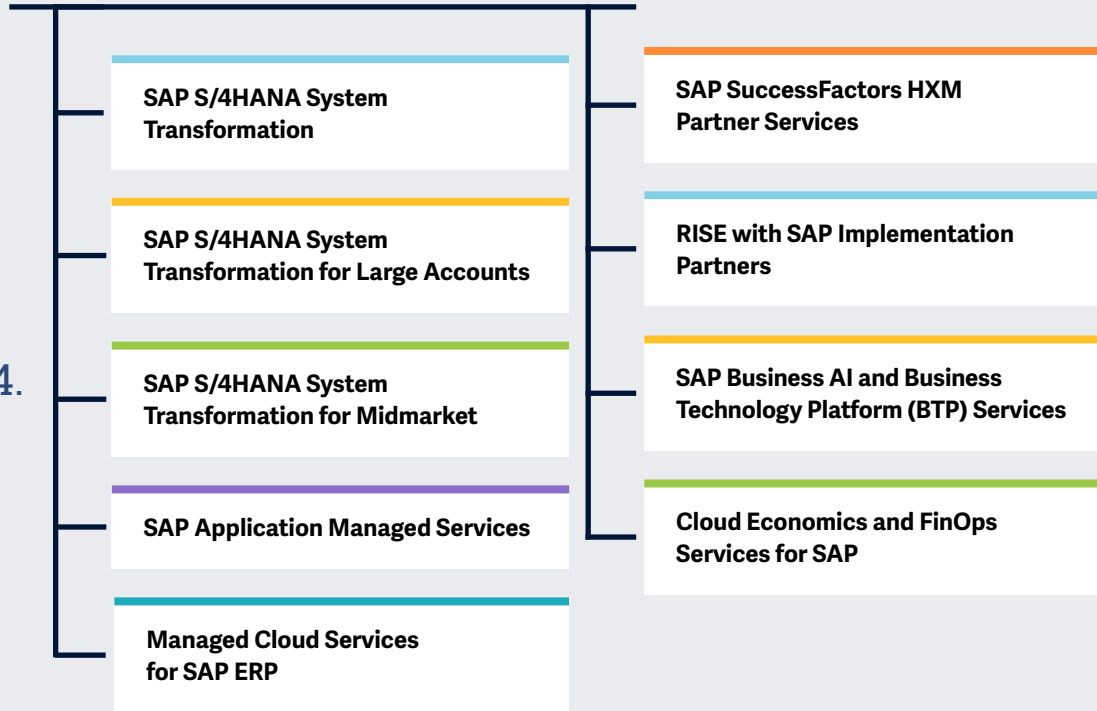 SAP S/4HANA System
Transformation
SAP S/4HANA System
Transformation for Large Accounts
4.
SAP S/4HANA System
Transformation for Midmarket
SAP Application Managed Services
Managed Cloud Services
for SAP ERP
SAP SuccessFactors HXM
Partner Services
RISE with SAP Implementation
Partners
SAP Business AI and Business
Technology Platform (BTP) Services
Cloud Economics and FinOps
Services for SAP